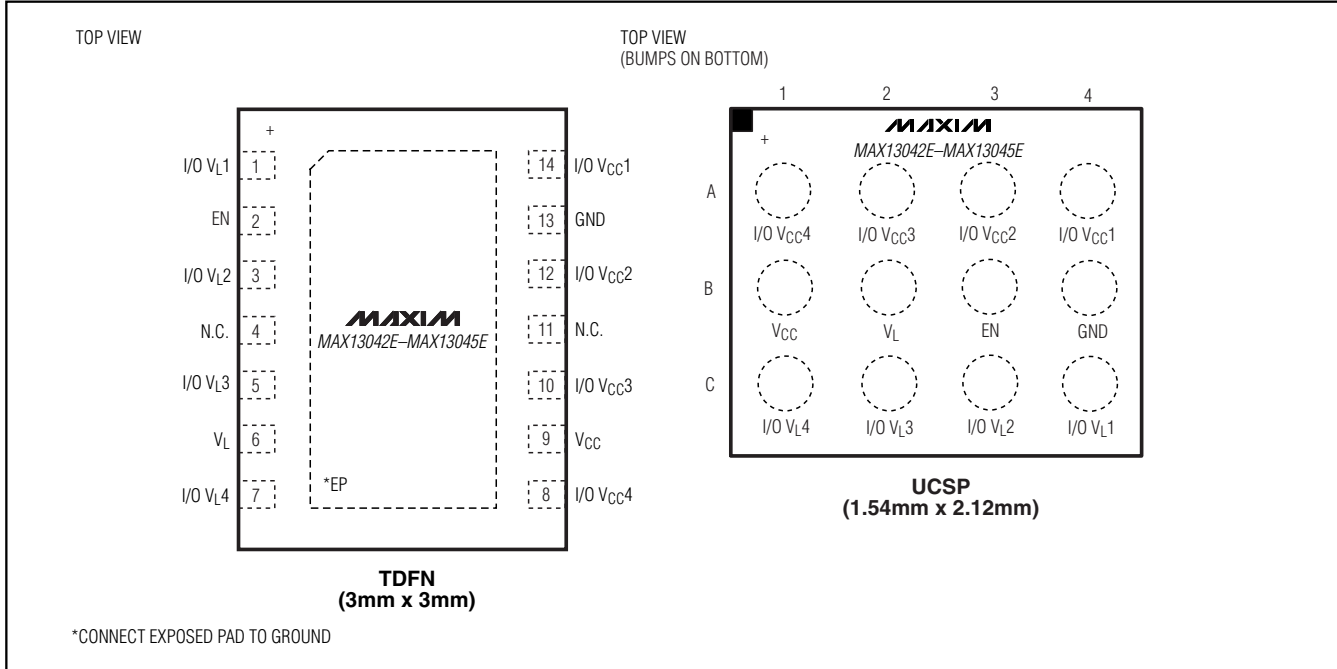 TOP VIEW
+
I/O VL1 1
EN 2
I/O VL2 3
N.C. 4
I/O VL3 5
VL 6
I/O VL4 7
14 I/O VCC1
13 GND
12 I/O VCC2
11 N.C.
10 I/O VCC3
9 VCC
8 I/O VCC4
MAXIM
MAX13042E–MAX13045E
*EP
TDFN
(3mm x 3mm)
*CONNECT EXPOSED PAD TO GROUND
TOP VIEW
(BUMPS ON BOTTOM)
1 2 3 4
MAXIM
+
MAX13042E–MAX13045E
A
I/O VCC4 I/O VCC3 I/O VCC2 I/O VCC1
B
VCC VL EN GND
C
I/O VL4 I/O VL3 I/O VL2 I/O VL1
UCSP
(1.54mm x 2.12mm)